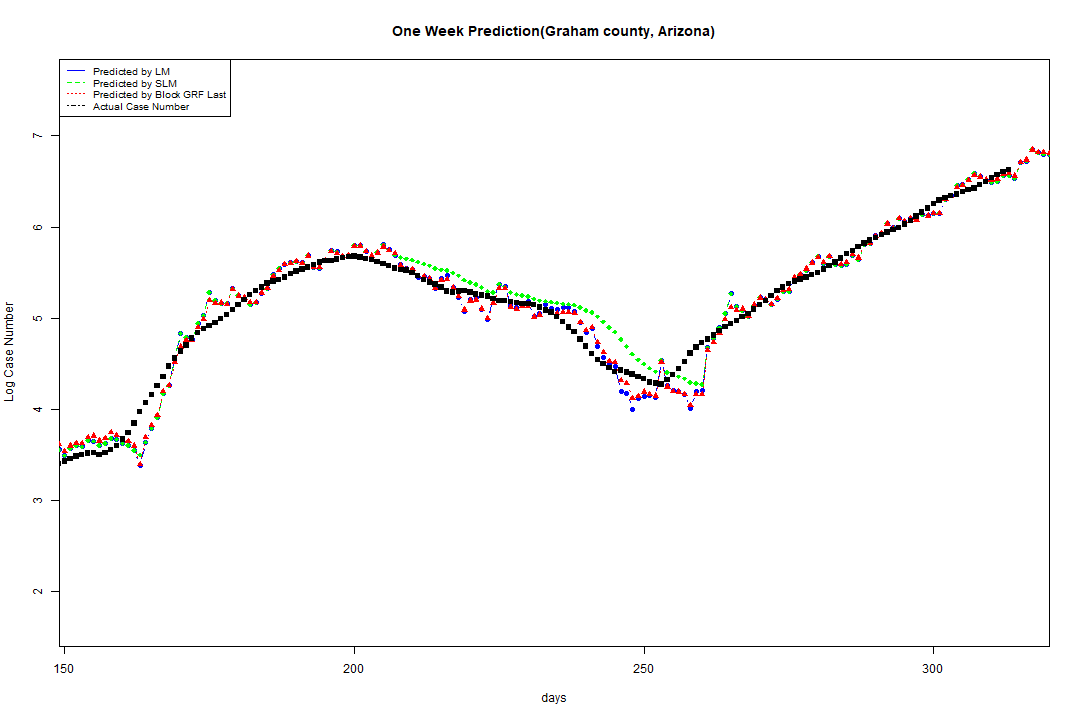 One Week Prediction(Graham county, Arizona)
Predicted by LM
Predicted by SLM
Predicted by Block GRF Last
Actual Case Number
Log Case Number
7
6
5
4
3
2
150 200 250 300
days